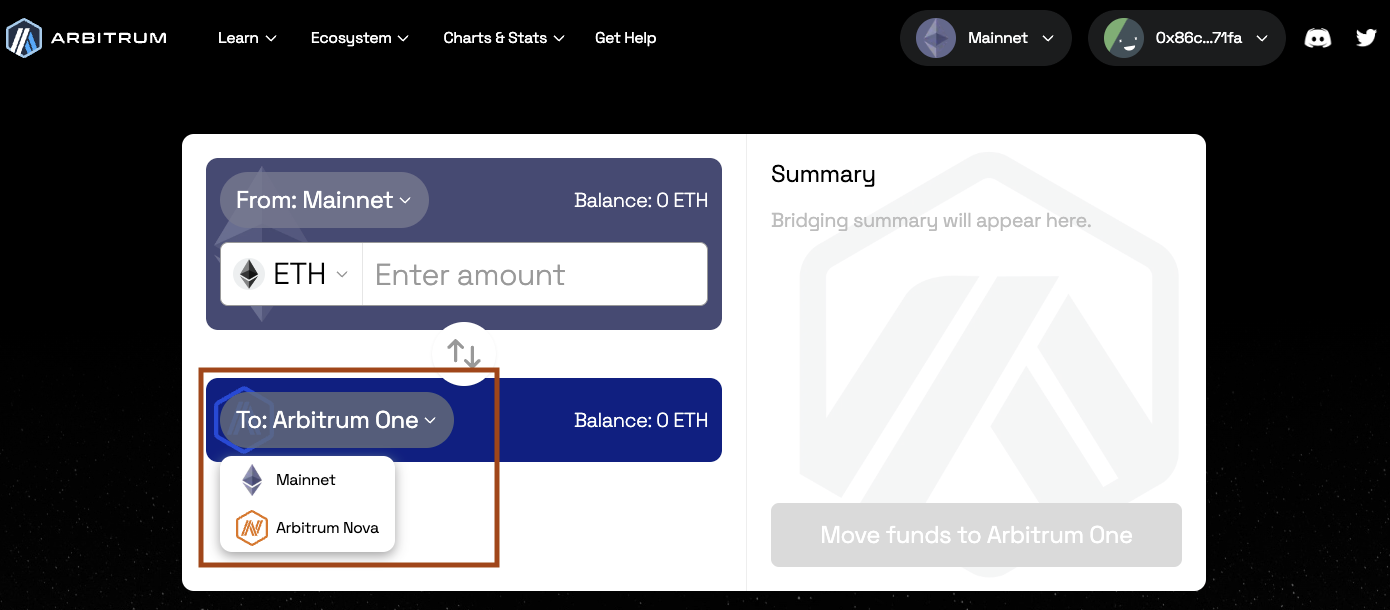 ARBITRUM Learn Ecosystem Charts & Stats Get Help Mainnet 0x86c...71fa
From: Mainnet Balance: 0 ETH
ETH Enter amount
To: Arbitrum One Balance: 0 ETH
Mainnet
Arbitrum Nova
Summary
Bridging summary will appear here.
Move funds to Arbitrum One